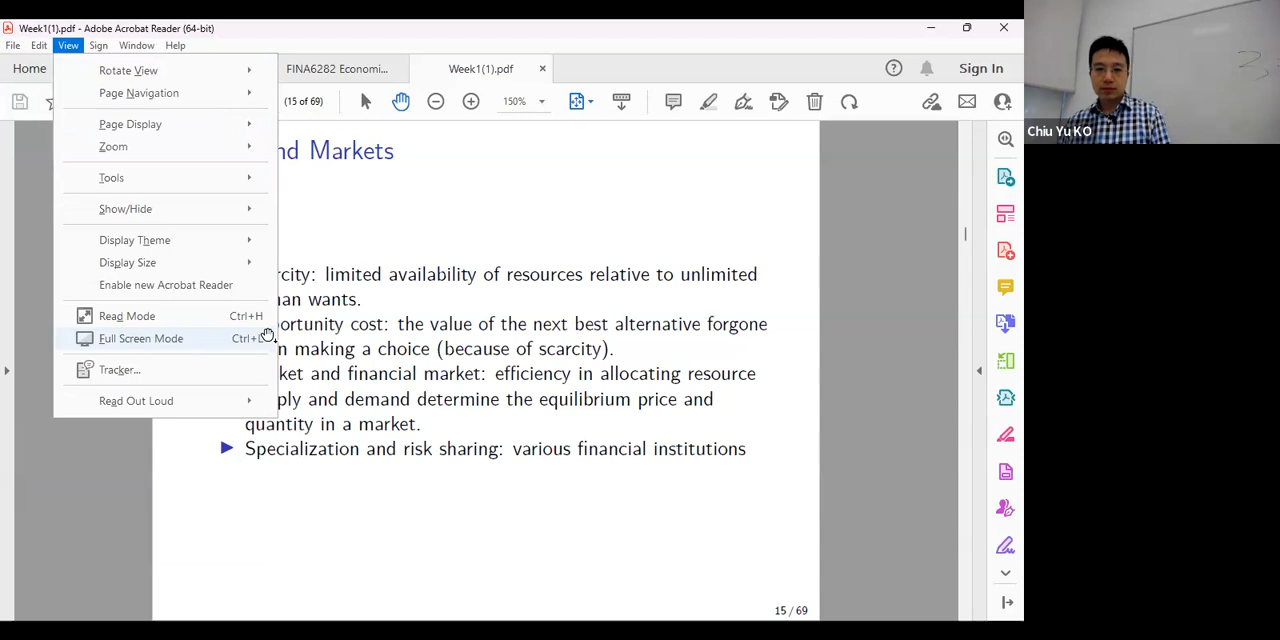 Week1(1).pdf - Adobe Acrobat Reader (64-bit)
File Edit View Sign Window Help
Home FINA6282 Economi... Week1(1).pdf Sign In
(15 of 69) 150%
Rotate View
Page Navigation
Page Display
Zoom
Tools
Show/Hide
Display Theme
Display Size
Enable new Acrobat Reader
Read Mode Ctrl+H
Full Screen Mode
Tracker...
Read Out Loud
nd Markets
rcity: limited availability of resources relative to unlimited
an wants.
ortunity cost: the value of the next best alternative forgone
n making a choice (because of scarcity).
ket and financial market: efficiency in allocating resource
ply and demand determine the equilibrium price and
quantity in a market.
Specialization and risk sharing: various financial institutions
15 / 69
Chiu Yu KO
3